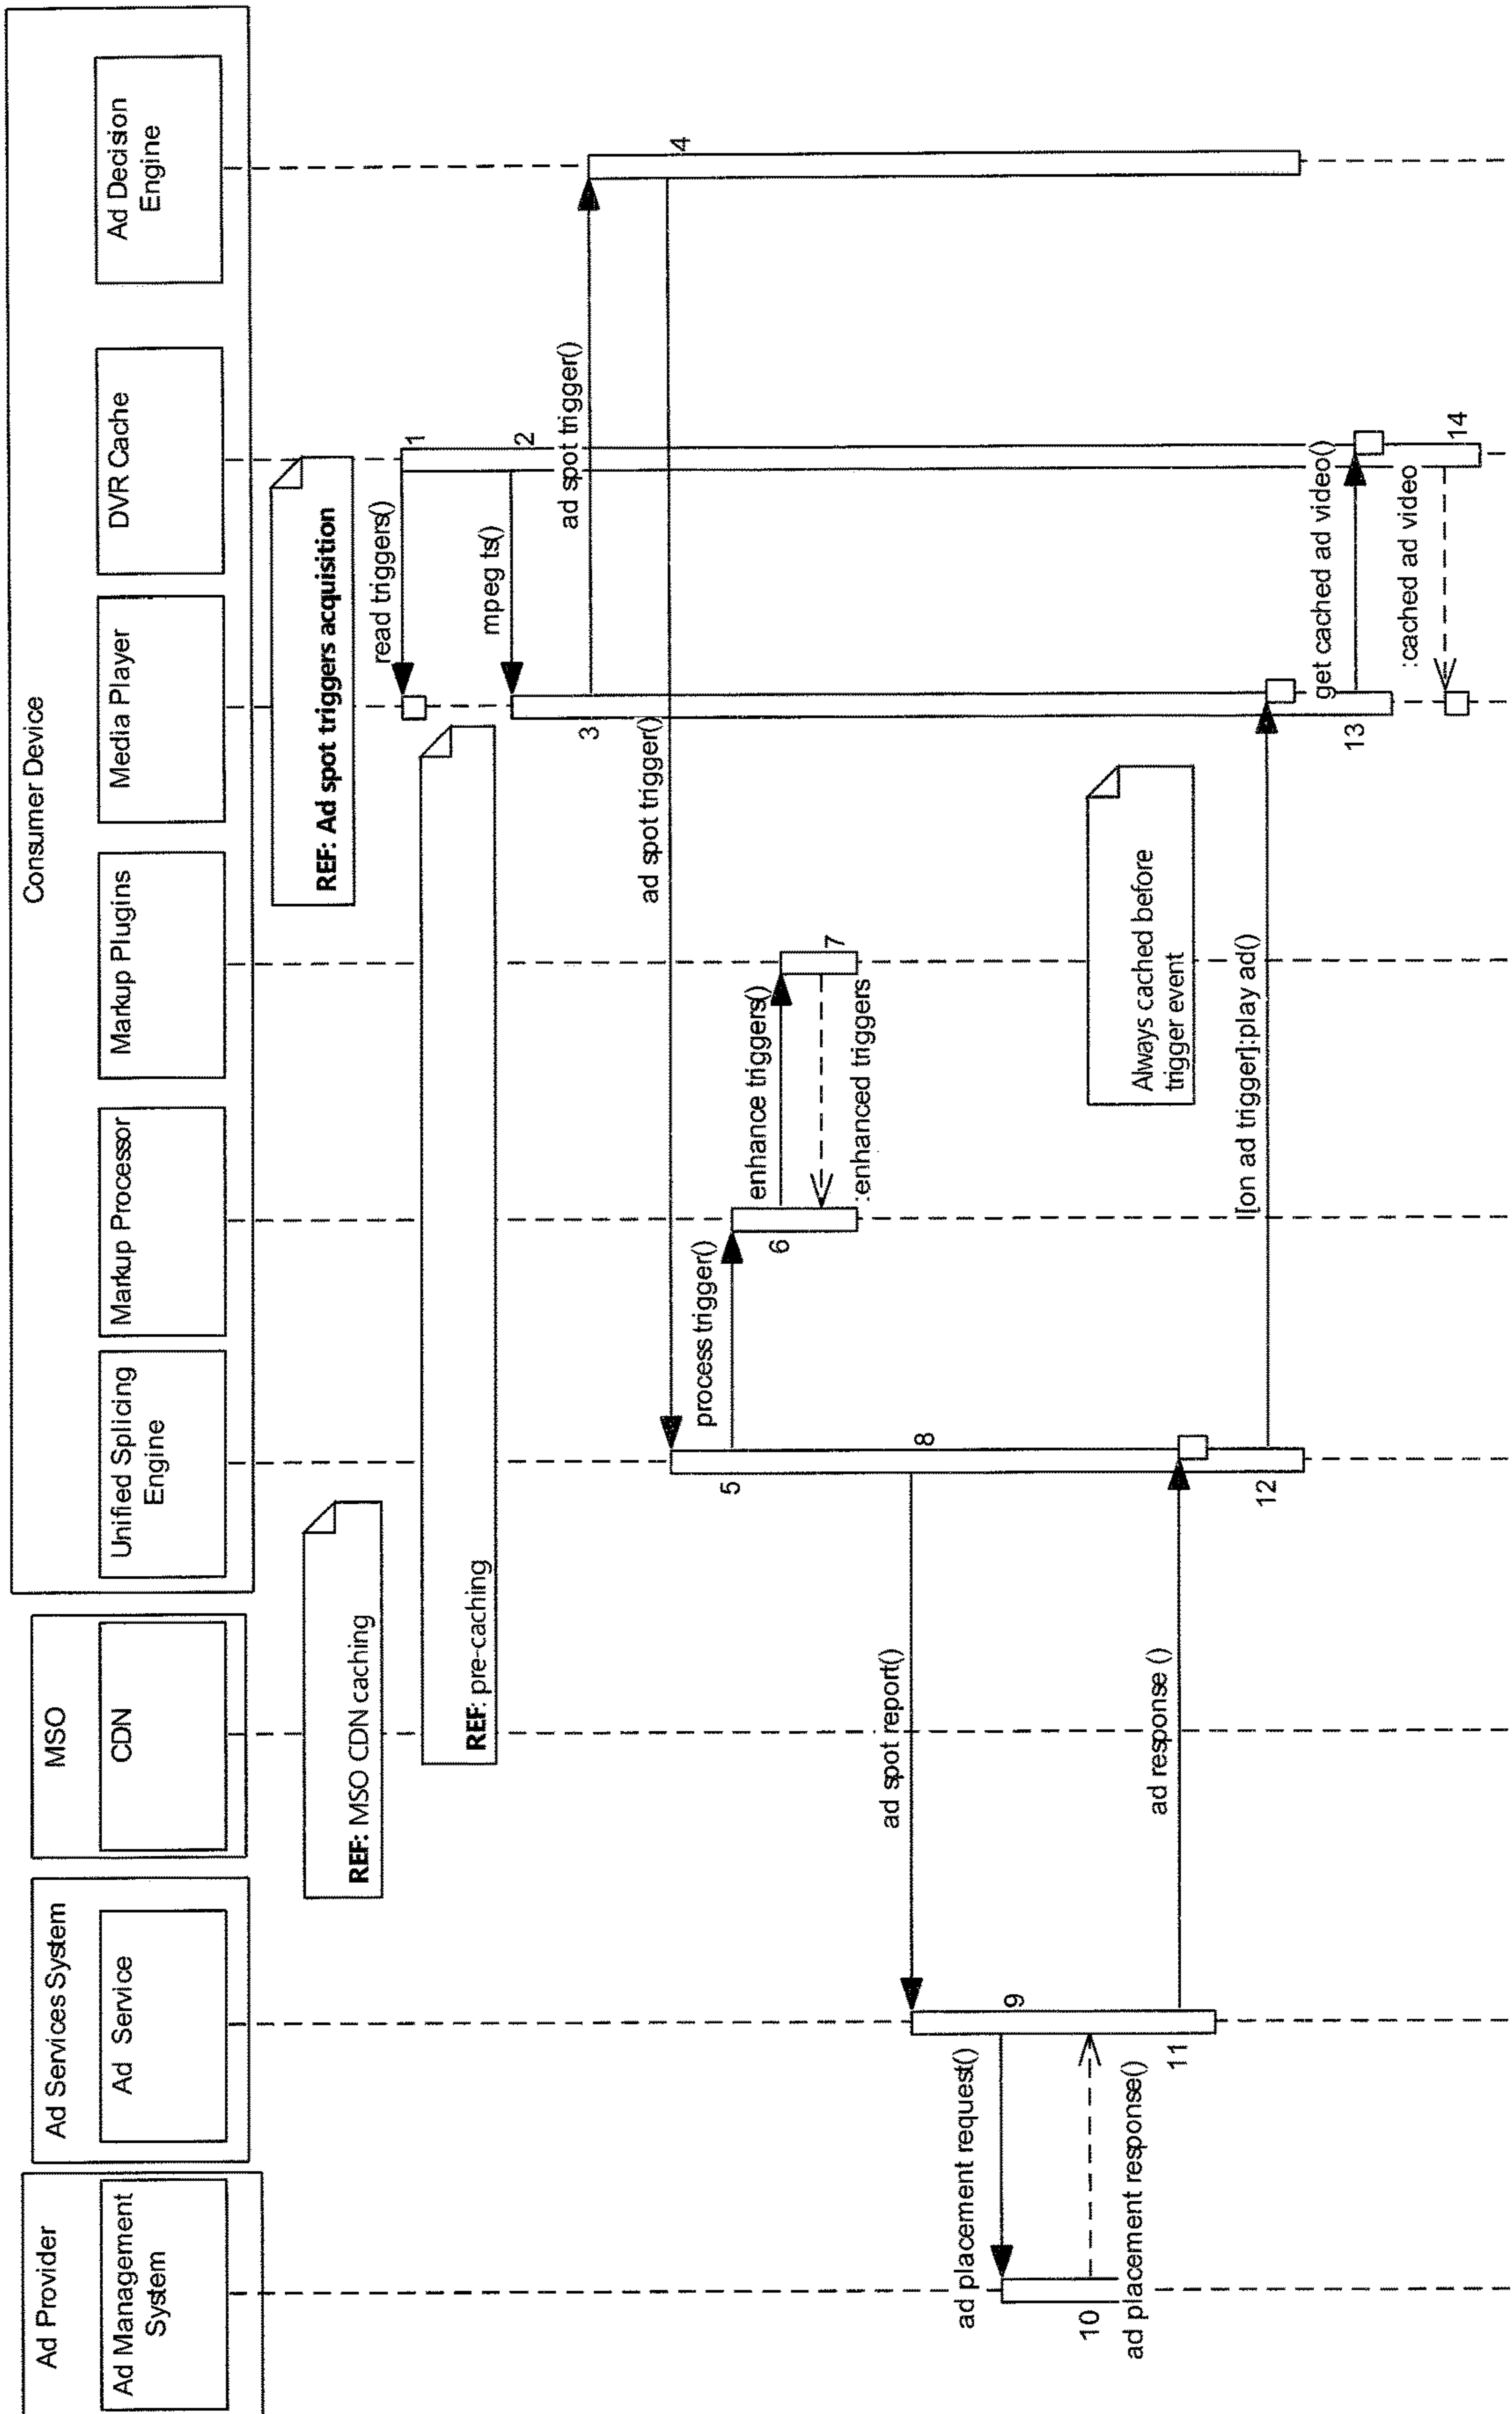 Ad Provider
Ad Services System
MSO
Consumer Device
Ad Management
System
Ad Service
CDN
Unified Splicing
Engine
Markup Processor
Markup Plugins
Media Player
DVR Cache
Ad Decision
Engine
REF: MSO CDN caching
REF: Ad spot triggers acquisition
read triggers()
1
REF: pre-caching
mpeg ts()
2
ad spot trigger()
3
ad spot trigger()
4
process trigger()
5
enhance triggers()
6
:enhanced triggers
7
ad spot report()
8
ad placement request()
9
10
ad placement response()
Always cached before
trigger event
ad response ()
11
[on ad trigger]:play ad()
12
get cached ad video()
13
:cached ad video
14